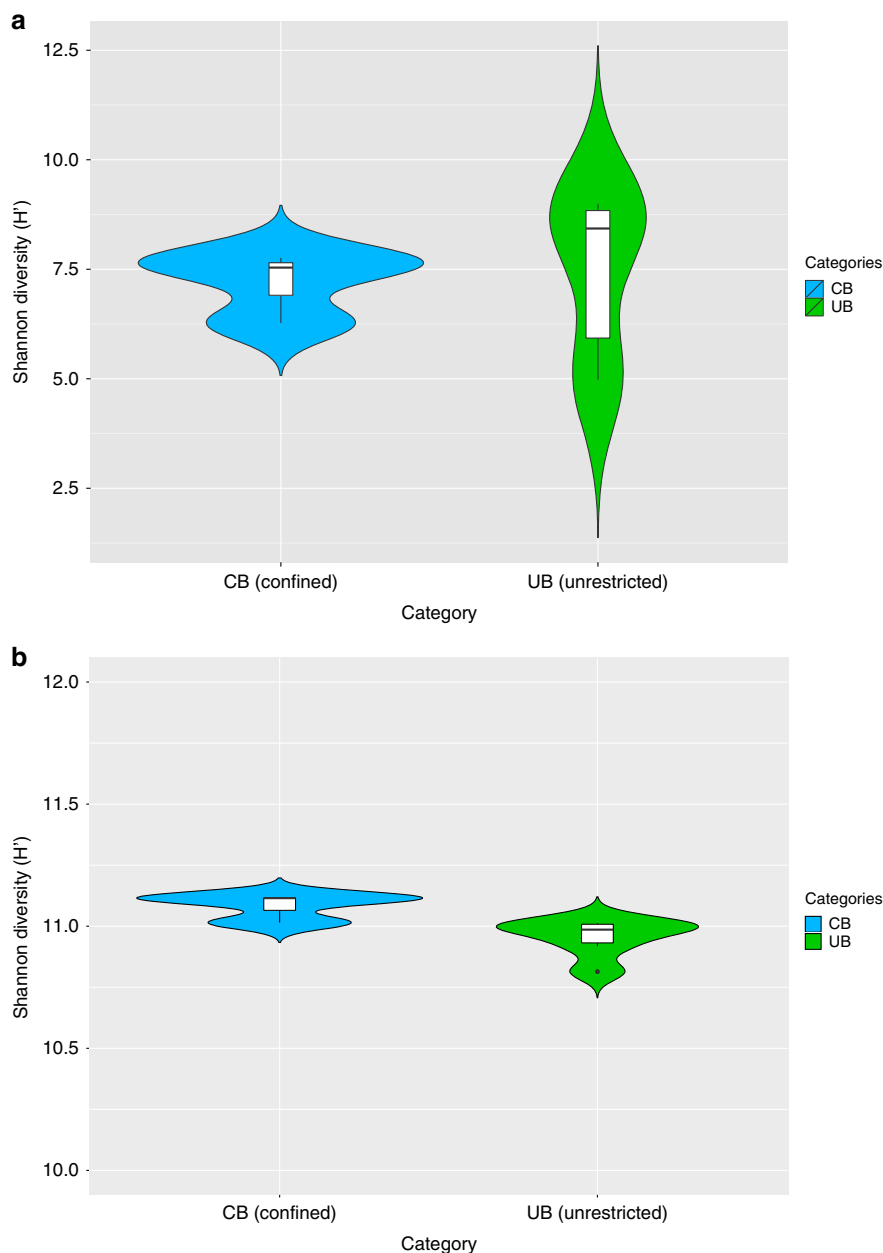 a
12.5
10.0
7.5
5.0
2.5
Shannon diversity (H')
CB (confined)
UB (unrestricted)
Category
Categories
CB
UB
b
12.0
11.5
11.0
10.5
10.0
Shannon diversity (H')
CB (confined)
UB (unrestricted)
Category
Categories
CB
UB